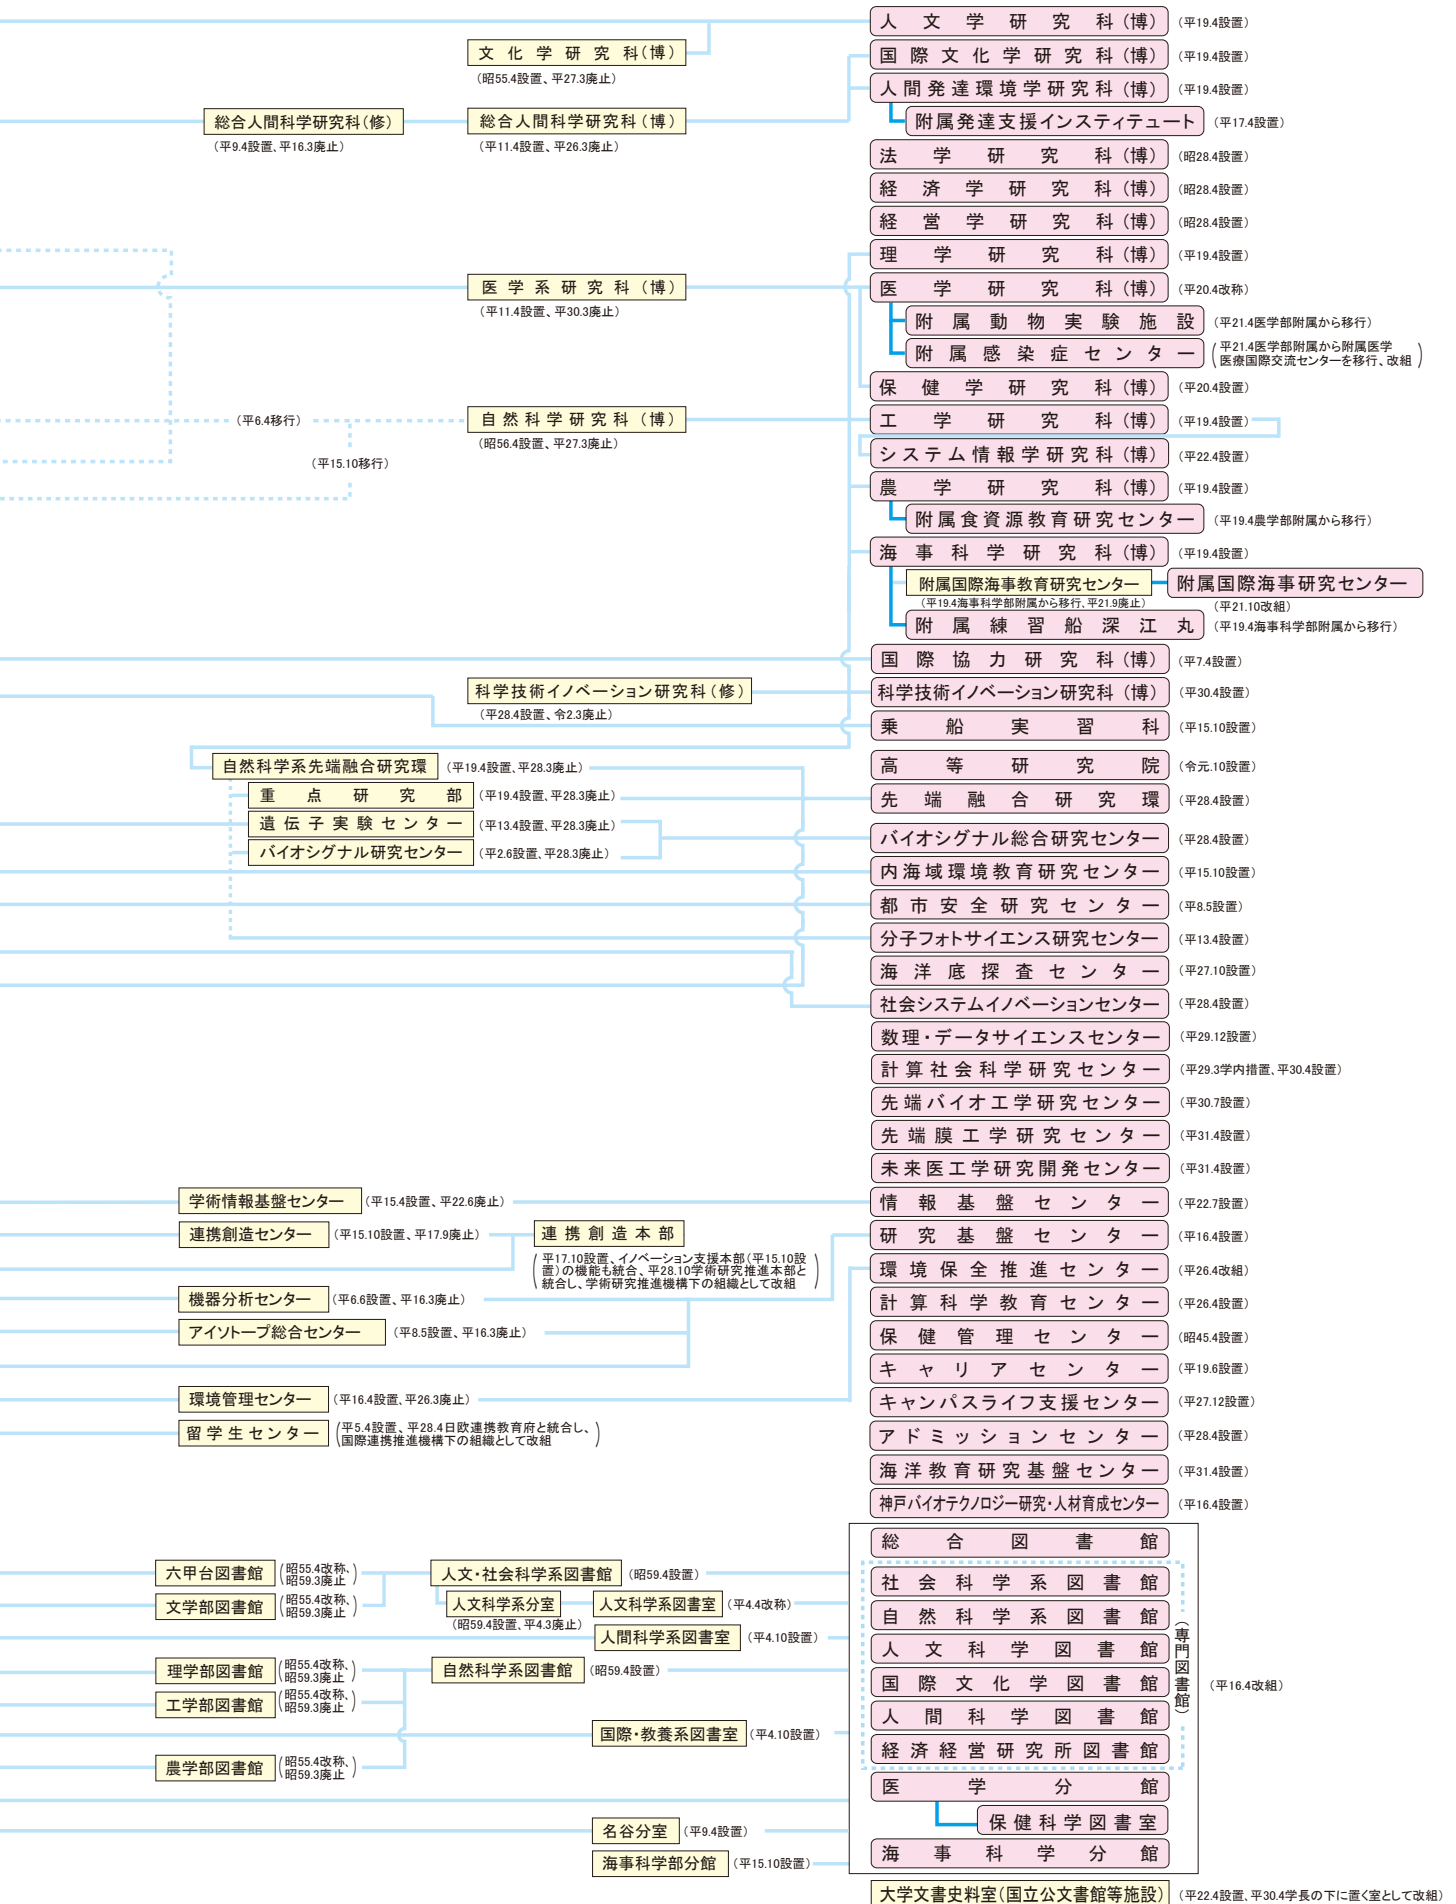 人文学研究科(博) (平19.4設置)
文化学研究科(博)
(昭55.4設置、平27.3廃止)
国際文化学研究科(博) (平19.4設置)
人間発達環境学研究科(博) (平19.4設置)
総合人間科学研究科(修) 総合人間科学研究科(博) 附属発達支援インスティテュート (平17.4設置)
(平9.4設置、平16.3廃止) (平11.4設置、平26.3廃止)
法学研究科(博) (昭28.4設置)
経済学研究科(博) (昭28.4設置)
経営学研究科(博) (昭28.4設置)
理学研究科(博) (平19.4設置)
医学系研究科(博) 医学研究科(博) (平20.4改称)
(平11.4設置、平30.3廃止)
附属動物実験施設 (平21.4医学部附属から移行)
附属感染症センター (平21.4医学部附属から附属医学
医療国際交流センターを移行、改組)
保健学研究科(博) (平20.4設置)
(平6.4移行) 自然科学研究科(博) 工学研究科(博) (平19.4設置)
(昭56.4設置、平27.3廃止)
(平15.10移行)
システム情報学研究科(博) (平22.4設置)
農学研究科(博) (平19.4設置)
附属食資源教育研究センター (平19.4農学部附属から移行)
海事科学研究科(博) (平19.4設置)
附属国際海事教育研究センター 附属国際海事研究センター
(平19.4海事科学部附属から移行、平21.9廃止) (平21.10改組)
附属練習船深江丸 (平19.4海事科学部附属から移行)
国際協力研究科(博) (平7.4設置)
科学技術イノベーション研究科(修) 科学技術イノベーション研究科(博) (平30.4設置)
(平28.4設置、令2.3廃止)
乗船実習科 (平15.10設置)
自然科学系先端融合研究環 (平19.4設置、平28.3廃止) 高等研究院 (令元.10設置)
重点研究部 (平19.4設置、平28.3廃止) 先端融合研究環 (平28.4設置)
遺伝子実験センター (平13.4設置、平28.3廃止)
バイオシグナル総合研究センター (平28.4設置)
バイオシグナル研究センター (平2.6設置、平28.3廃止)
内海域環境教育研究センター (平15.10設置)
都市安全研究センター (平8.5設置)
分子フォトサイエンス研究センター (平13.4設置)
海洋底探査センター (平27.10設置)
社会システムイノベーションセンター (平28.4設置)
数理・データサイエンスセンター (平29.12設置)
計算社会科学研究センター (平29.3学内措置、平30.4設置)
先端バイオ工学研究センター (平30.7設置)
先端膜工学研究センター (平31.4設置)
未来医工学研究開発センター (平31.4設置)
学術情報基盤センター (平15.4設置、平22.6廃止) 情報基盤センター (平22.7設置)
連携創造センター (平15.10設置、平17.9廃止) 連携創造本部 研究基盤センター (平16.4設置)
(平17.10設置、イノベーション支援本部(平15.10設
置)の機能も統合、平28.10学術研究推進本部と
統合し、学術研究推進機構下の組織として改組)
環境保全推進センター (平26.4改組)
機器分析センター (平6.6設置、平16.3廃止) 計算科学教育センター (平26.4設置)
アイソトープ総合センター (平8.5設置、平16.3廃止) 保健管理センター (昭45.4設置)
キャリアセンター (平19.6設置)
環境管理センター (平16.4設置、平26.3廃止) キャンパスライフ支援センター (平27.12設置)
留学生センター (平5.4設置、平28.4日欧連携教育府と統合し、
国際連携推進機構下の組織として改組)
アドミッションセンター (平28.4設置)
海洋教育研究基盤センター (平31.4設置)
神戸バイオテクノロジー研究・人材育成センター (平16.4設置)
総合図書館
六甲台図書館 (昭55.4改称、
昭59.3廃止) 人文・社会科学系図書館 (昭59.4設置) 社会科学系図書館
文学部図書館 (昭55.4改称、
昭59.3廃止) 人文科学系分室 人文科学系図書室 (平4.4改称) 自然科学系図書館
(昭59.4設置、平4.3廃止)
人間科学系図書室 (平4.10設置) 人文科学図書館
理学部図書館 (昭55.4改称、
昭59.3廃止) 自然科学系図書館 (昭59.4設置) 国際文化学図書館
(専門図書館)
(平16.4改組)
工学部図書館 (昭55.4改称、
昭59.3廃止) 人間科学図書館
国際・教養系図書室 (平4.10設置) 経済経営研究所図書館
農学部図書館 (昭55.4改称、
昭59.3廃止) 医学分館
名谷分室 (平9.4設置) 保健科学図書室
海事科学部分館 (平15.10設置) 海事科学分館
大学文書史料室(国立公文書館等施設) (平22.4設置、平30.4学長の下に置く室として改組)